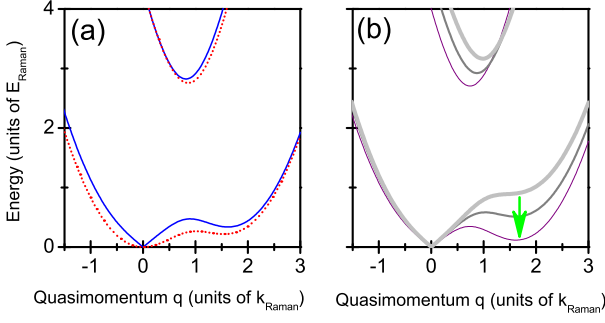 (a)
(b)
4
2
0
Energy (units of E_Raman)
-1 0 1 2 3
-1 0 1 2 3
Quasimomentum q (units of k_Raman)
Quasimomentum q (units of k_Raman)